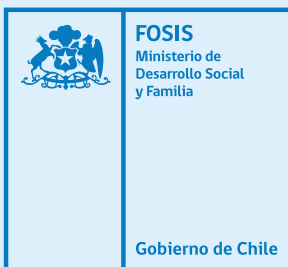 FOSIS
Ministerio de
Desarrollo Social
y Familia
Gobierno de Chile